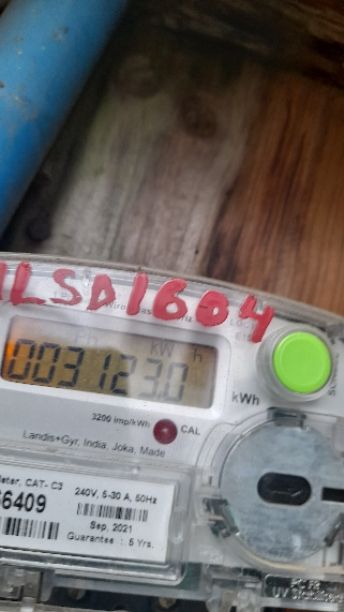 LSD1604
kW h
003123.0
kWh
3200 imp/kWh
CAL
Landis+Gyr, India, Joka, Made
eter, CAT- C3
6409
240V, 5-30 A, 50Hz
Sep, 2021
Guarantee : 5 Yrs.